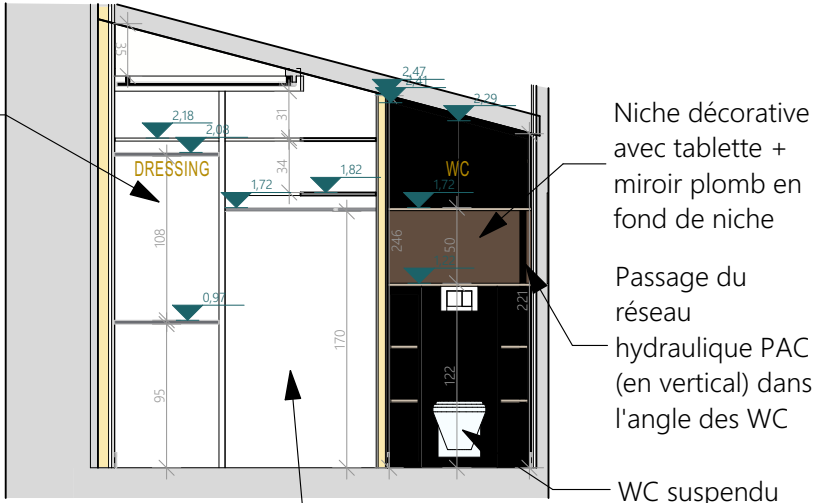 35
2,47
2,41
2,29
31
2,18
2,08
DRESSING
WC
34
1,82
1,72
1,72
108
246
50
0,97
221
170
122
95
Niche décorative
avec tablette +
miroir plomb en
fond de niche
Passage du
réseau
hydraulique PAC
(en vertical) dans
l'angle des WC
WC suspendu